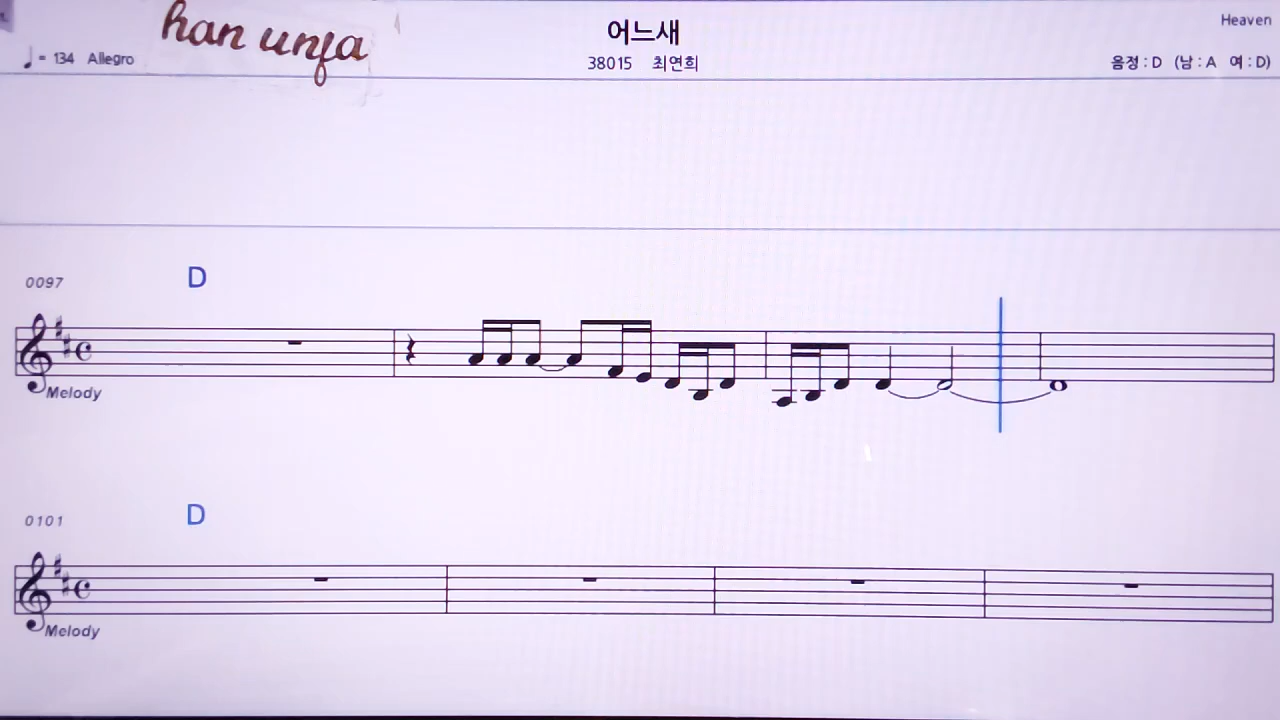 han unja
어느새
Heaven
♩ = 134 Allegro
38015 최연희
음정 : D (남 : A 여 : D)
0097
D
Melody
0101
D
Melody